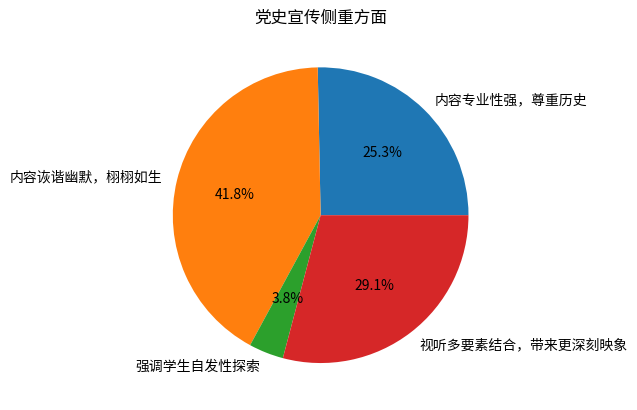 党史宣传侧重方面
内容专业性强，尊重历史
25.3%
内容诙谐幽默，栩栩如生
41.8%
3.8%
29.1%
视听多要素结合，带来更深刻映象
强调学生自发性探索